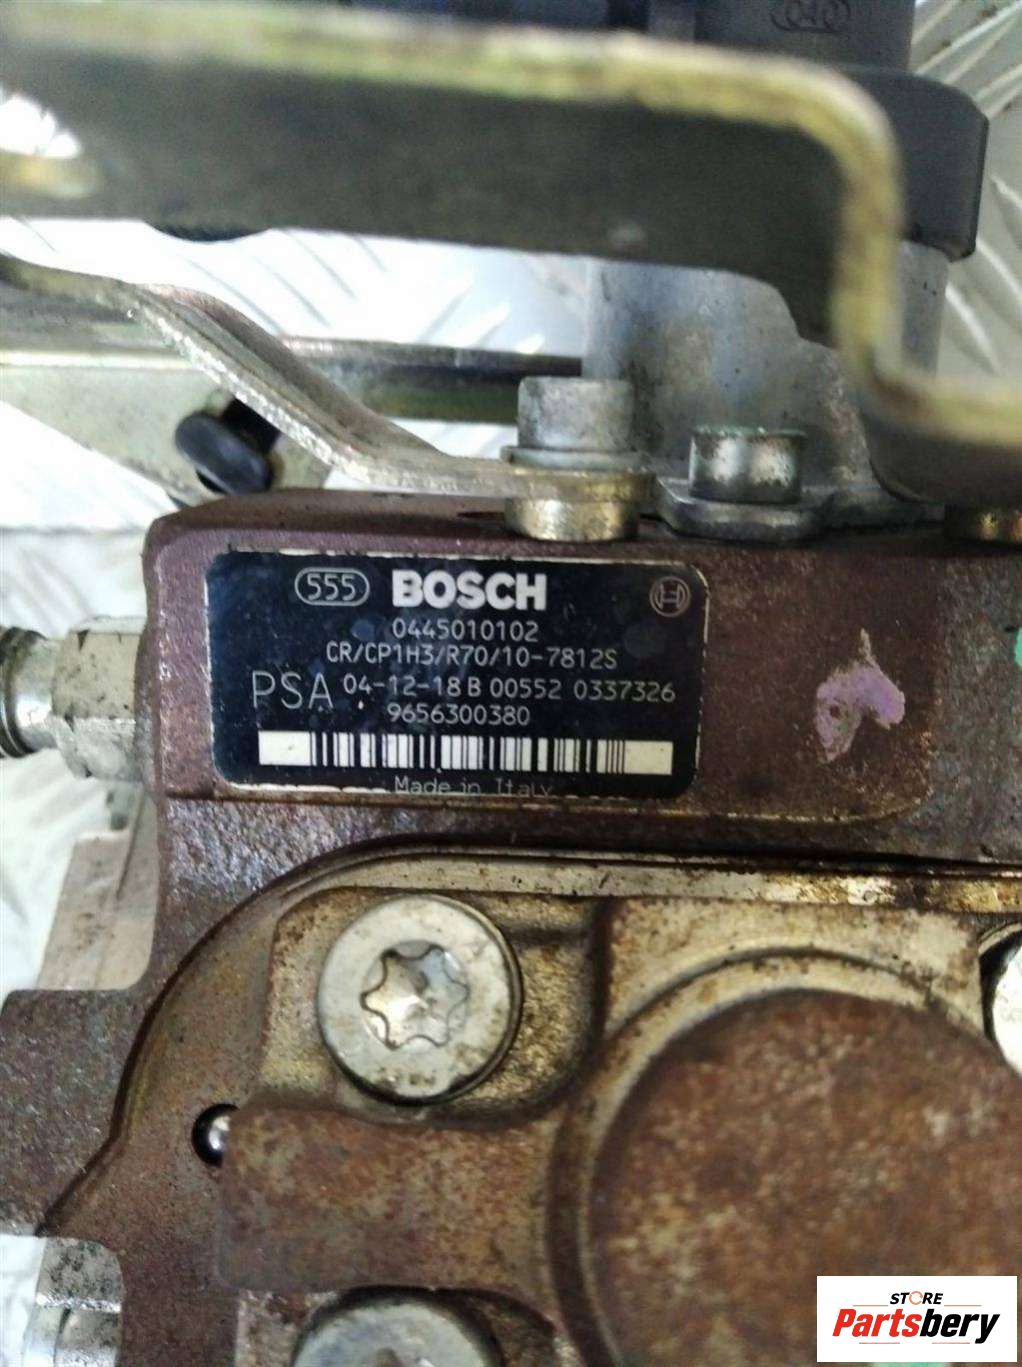 555 BOSCH
0445010102
CR/CP1H3/R70/10-7812S
PSA 04-12-18 B 00552 0337326
9656300380
Made in Italy
STORE
Partsbery